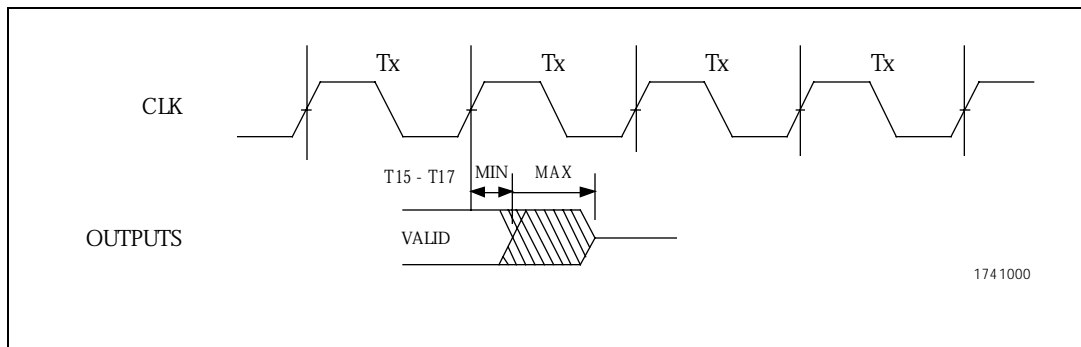 Tx Tx Tx Tx
CLK
T15 - T17 MIN MAX
OUTPUTS VALID
1741000